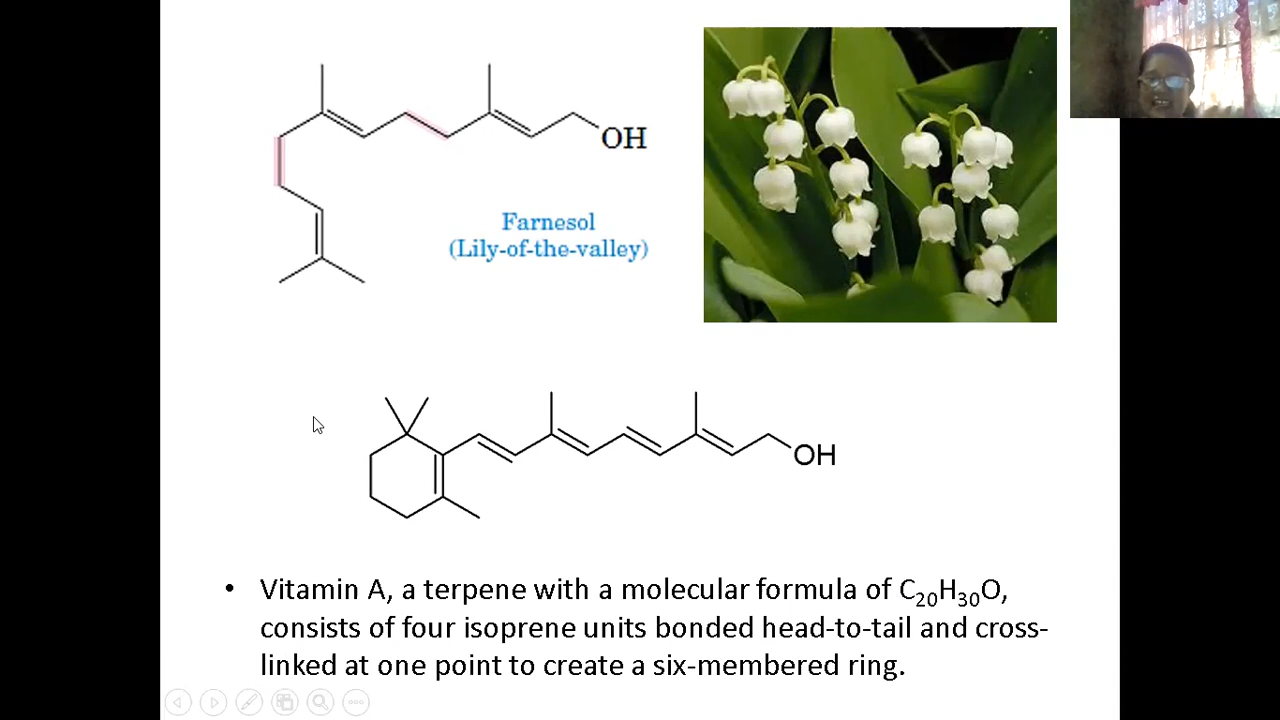 OH
Farnesol
(Lily-of-the-valley)
OH
• Vitamin A, a terpene with a molecular formula of C₂₀H₃₀O,
consists of four isoprene units bonded head-to-tail and cross-
linked at one point to create a six-membered ring.